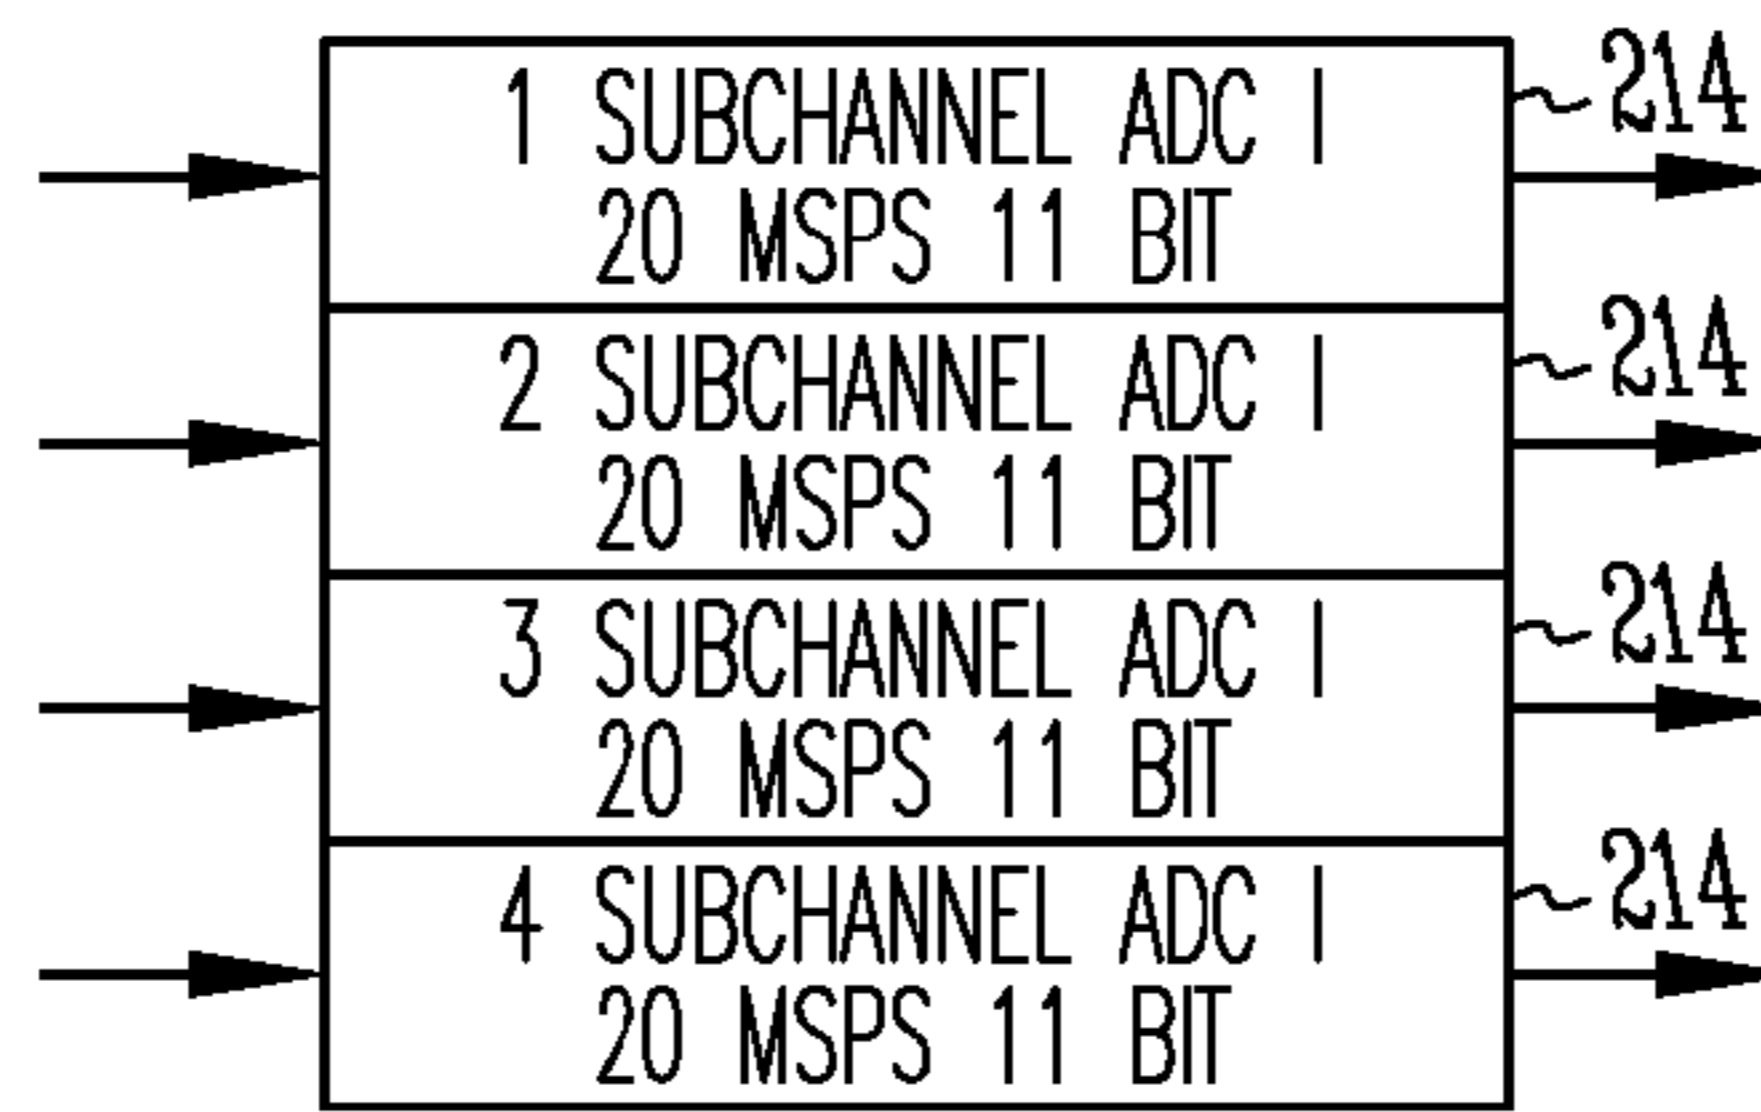 1 SUBCHANNEL ADC I
20 MSPS 11 BIT
214
2 SUBCHANNEL ADC I
20 MSPS 11 BIT
214
3 SUBCHANNEL ADC I
20 MSPS 11 BIT
214
4 SUBCHANNEL ADC I
20 MSPS 11 BIT
214